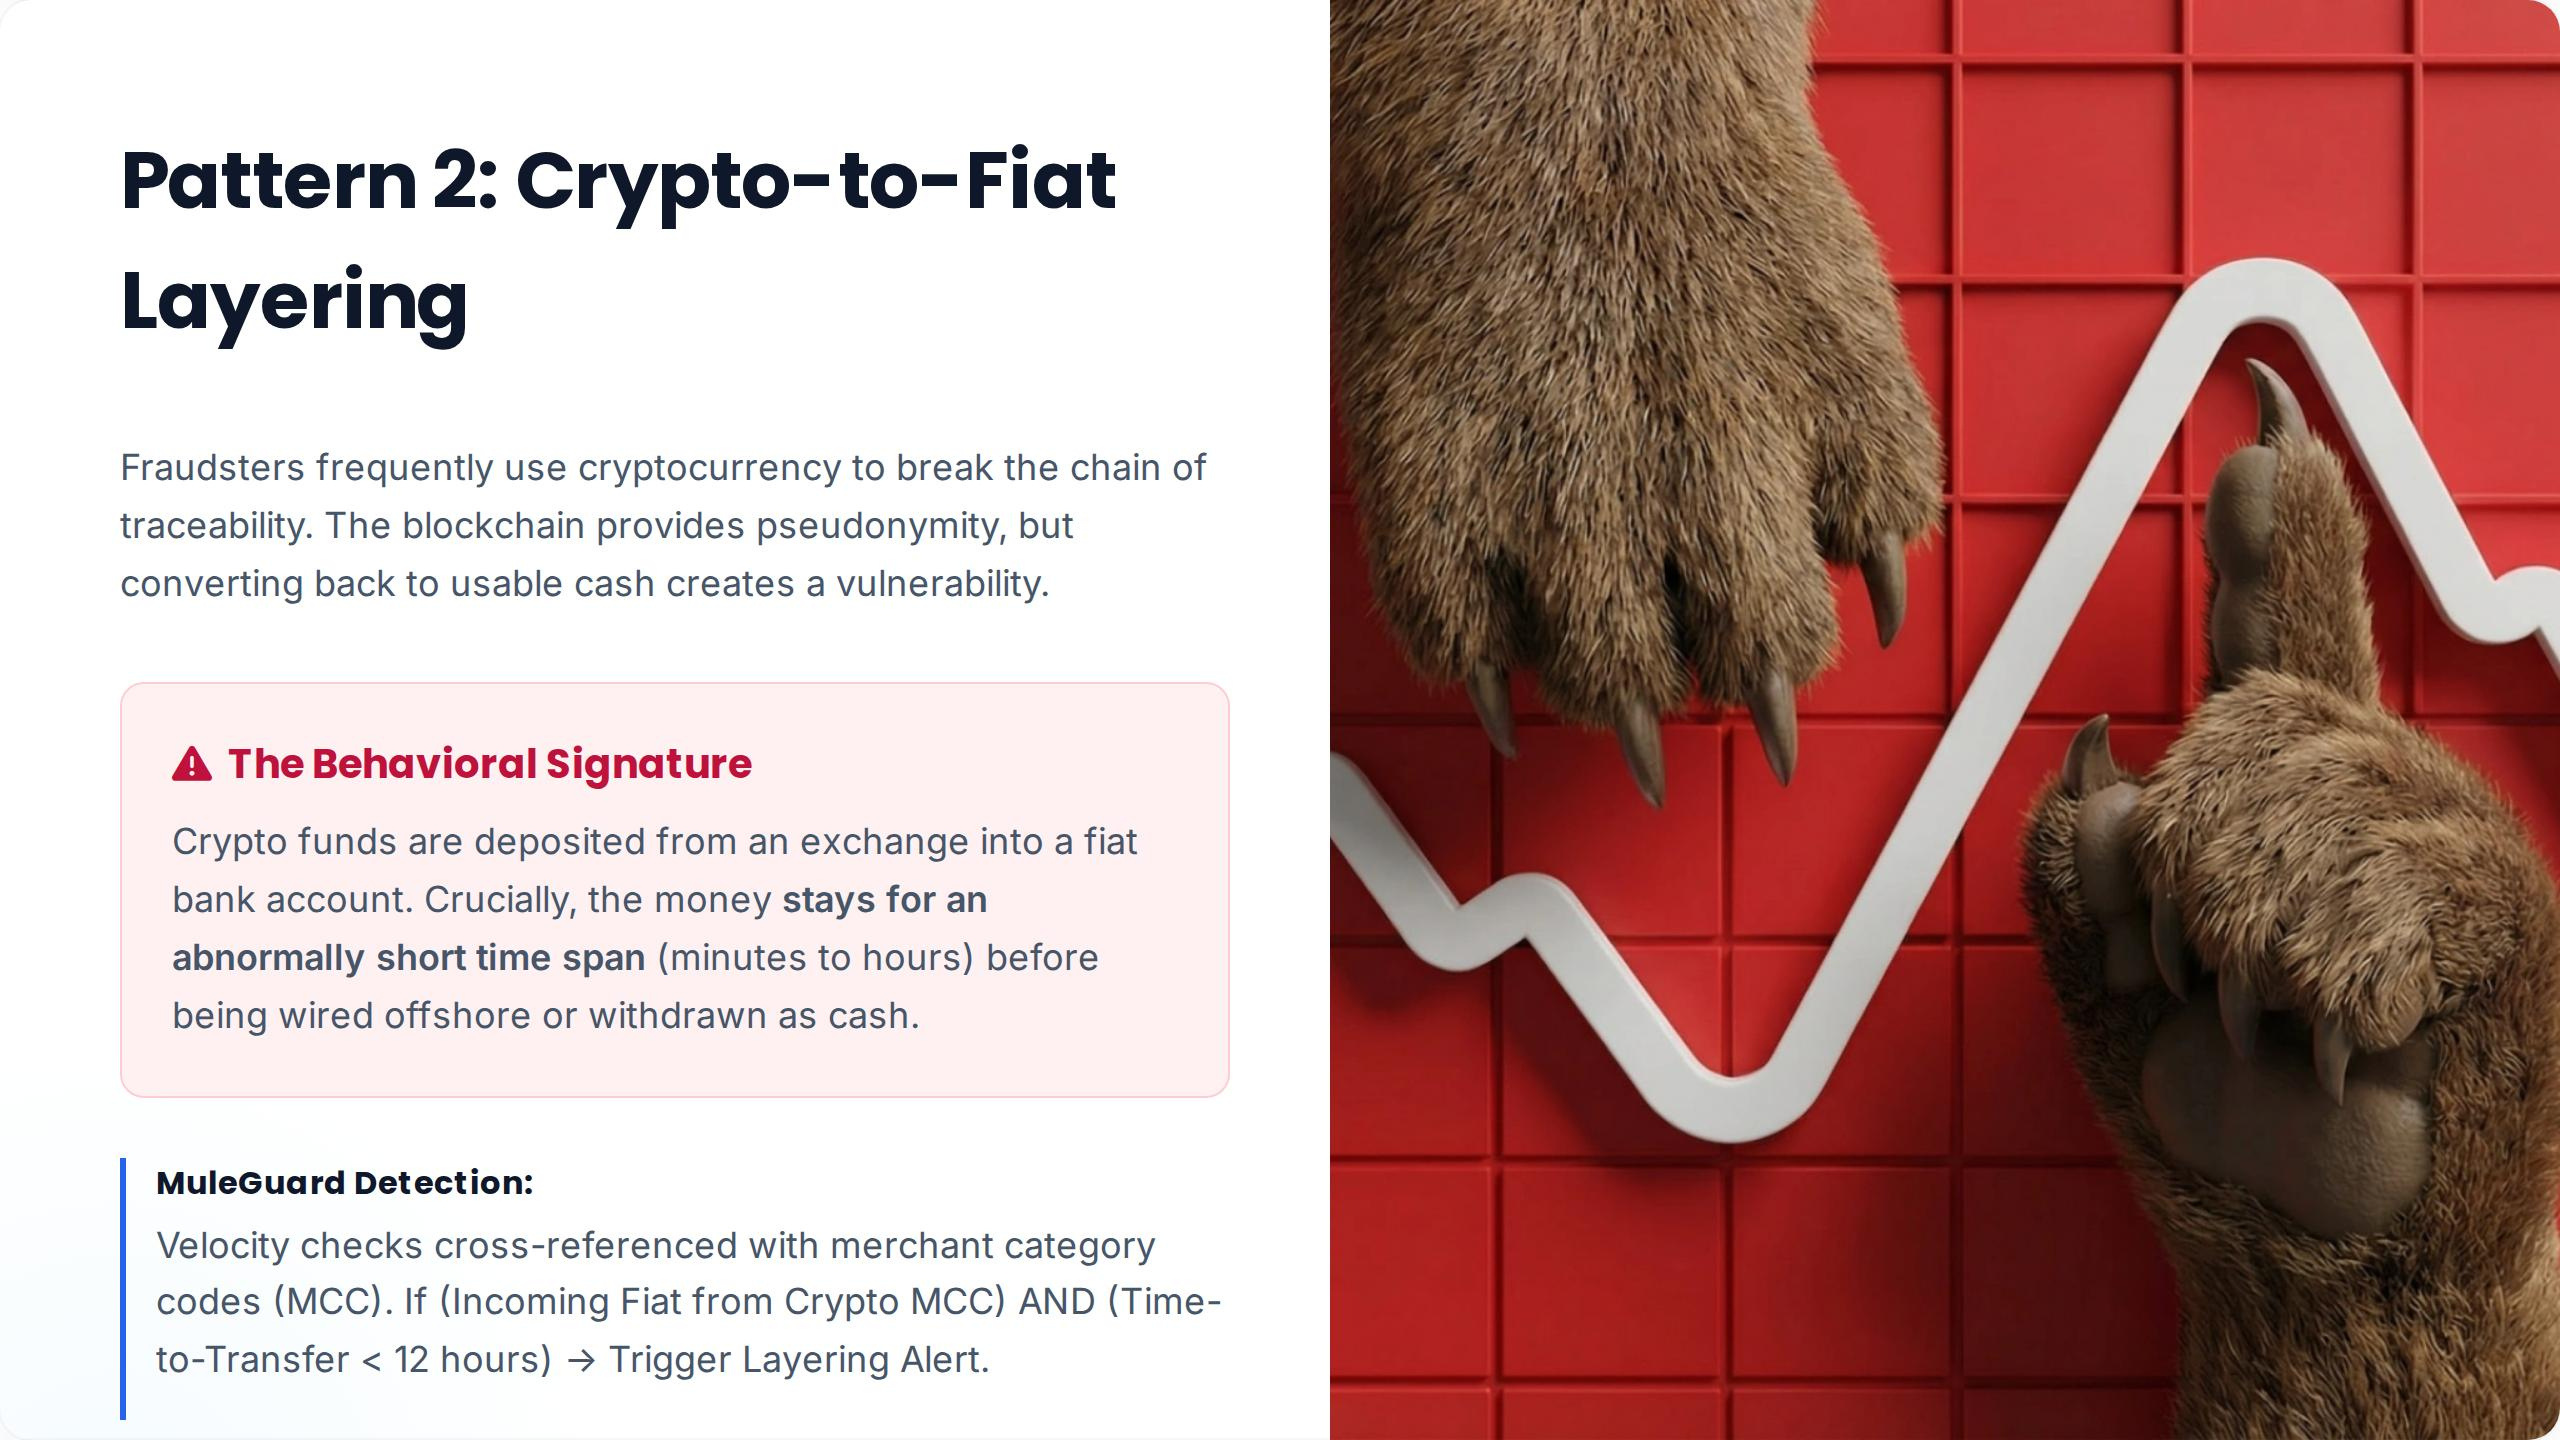 Pattern 2: Crypto-to-Fiat
Layering
Fraudsters frequently use cryptocurrency to break the chain of
traceability. The blockchain provides pseudonymity, but
converting back to usable cash creates a vulnerability.
The Behavioral Signature
Crypto funds are deposited from an exchange into a fiat
bank account. Crucially, the money stays for an
abnormally short time span (minutes to hours) before
being wired offshore or withdrawn as cash.
MuleGuard Detection:
Velocity checks cross-referenced with merchant category
codes (MCC). If (Incoming Fiat from Crypto MCC) AND (Time-
to-Transfer < 12 hours) → Trigger Layering Alert.